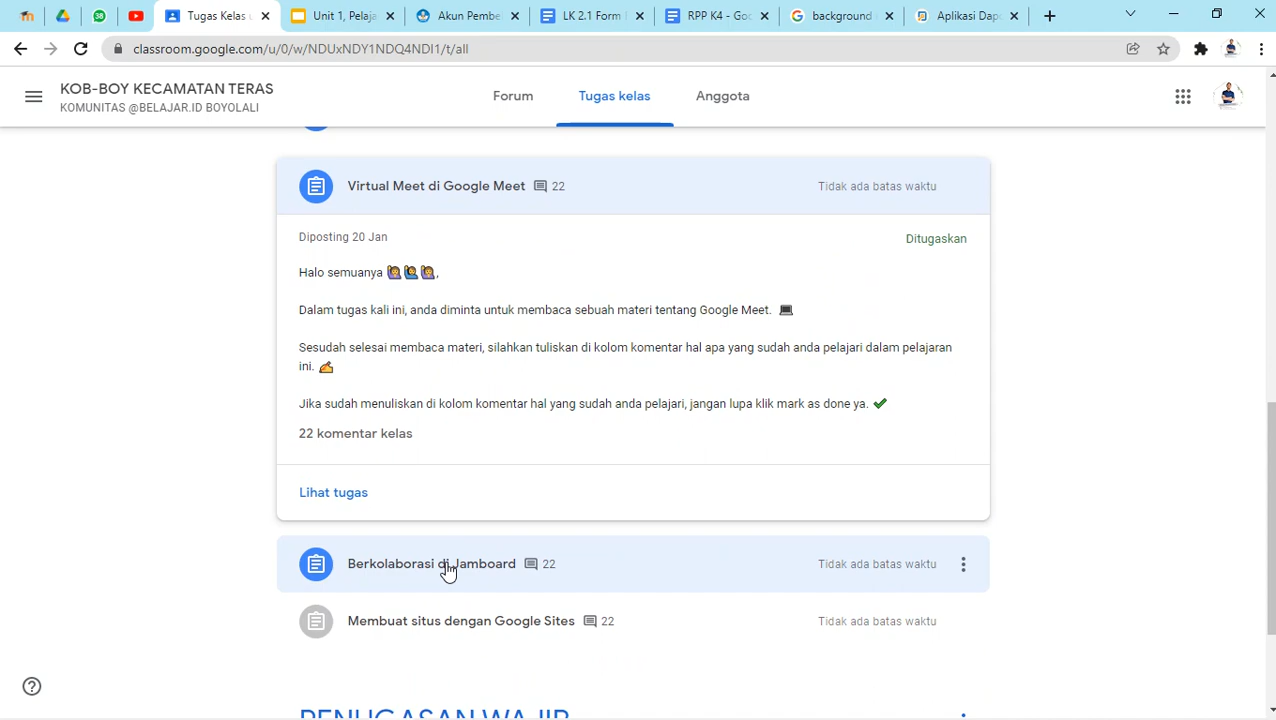 Tugas Kelas u
Unit 1, Pelaja
Akun Pembe
LK 2.1 Form
RPP K4 - Goo
background
Aplikasi Dapo
classroom.google.com/u/0/w/NDUxNDY1NDQ4NDI1/t/all
KOB-BOY KECAMATAN TERAS
KOMUNITAS @BELAJAR.ID BOYOLALI
Forum
Tugas kelas
Anggota
Virtual Meet di Google Meet 22 Tidak ada batas waktu
Diposting 20 Jan Ditugaskan
Halo semuanya 🙋🙋‍♂️🙋,
Dalam tugas kali ini, anda diminta untuk membaca sebuah materi tentang Google Meet. 💻
Sesudah selesai membaca materi, silahkan tuliskan di kolom komentar hal apa yang sudah anda pelajari dalam pelajaran
ini. ✍
Jika sudah menuliskan di kolom komentar hal yang sudah anda pelajari, jangan lupa klik mark as done ya. ✔
22 komentar kelas
Lihat tugas
Berkolaborasi di Jamboard 22 Tidak ada batas waktu
Membuat situs dengan Google Sites 22 Tidak ada batas waktu
PENUGASAN WAJIB